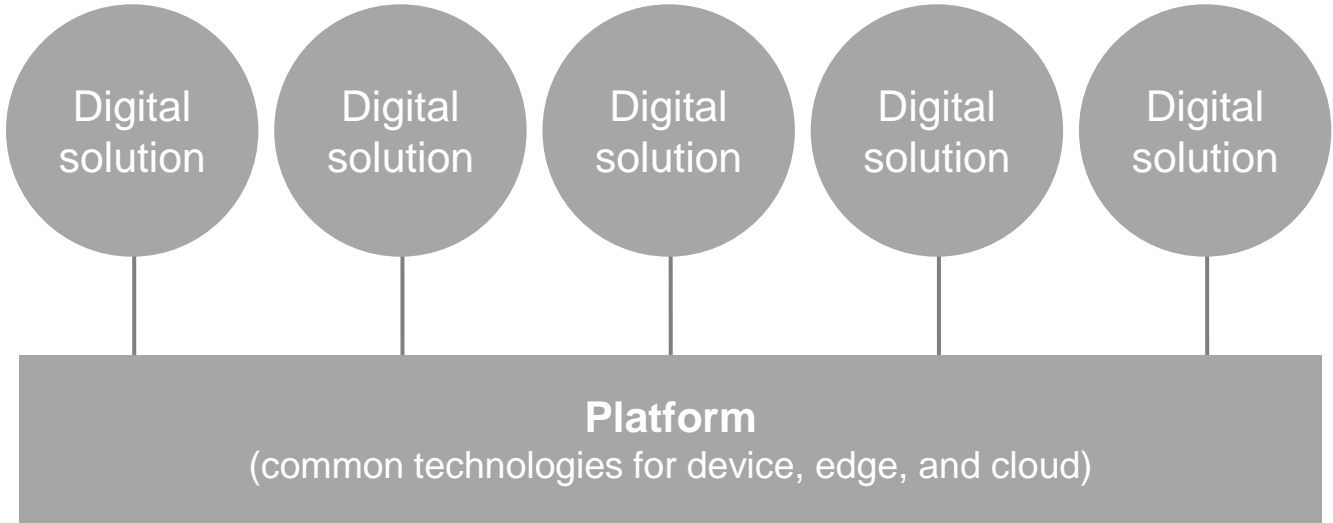 Digital
solution
Digital
solution
Digital
solution
Digital
solution
Digital
solution
Platform
(common technologies for device, edge, and cloud)